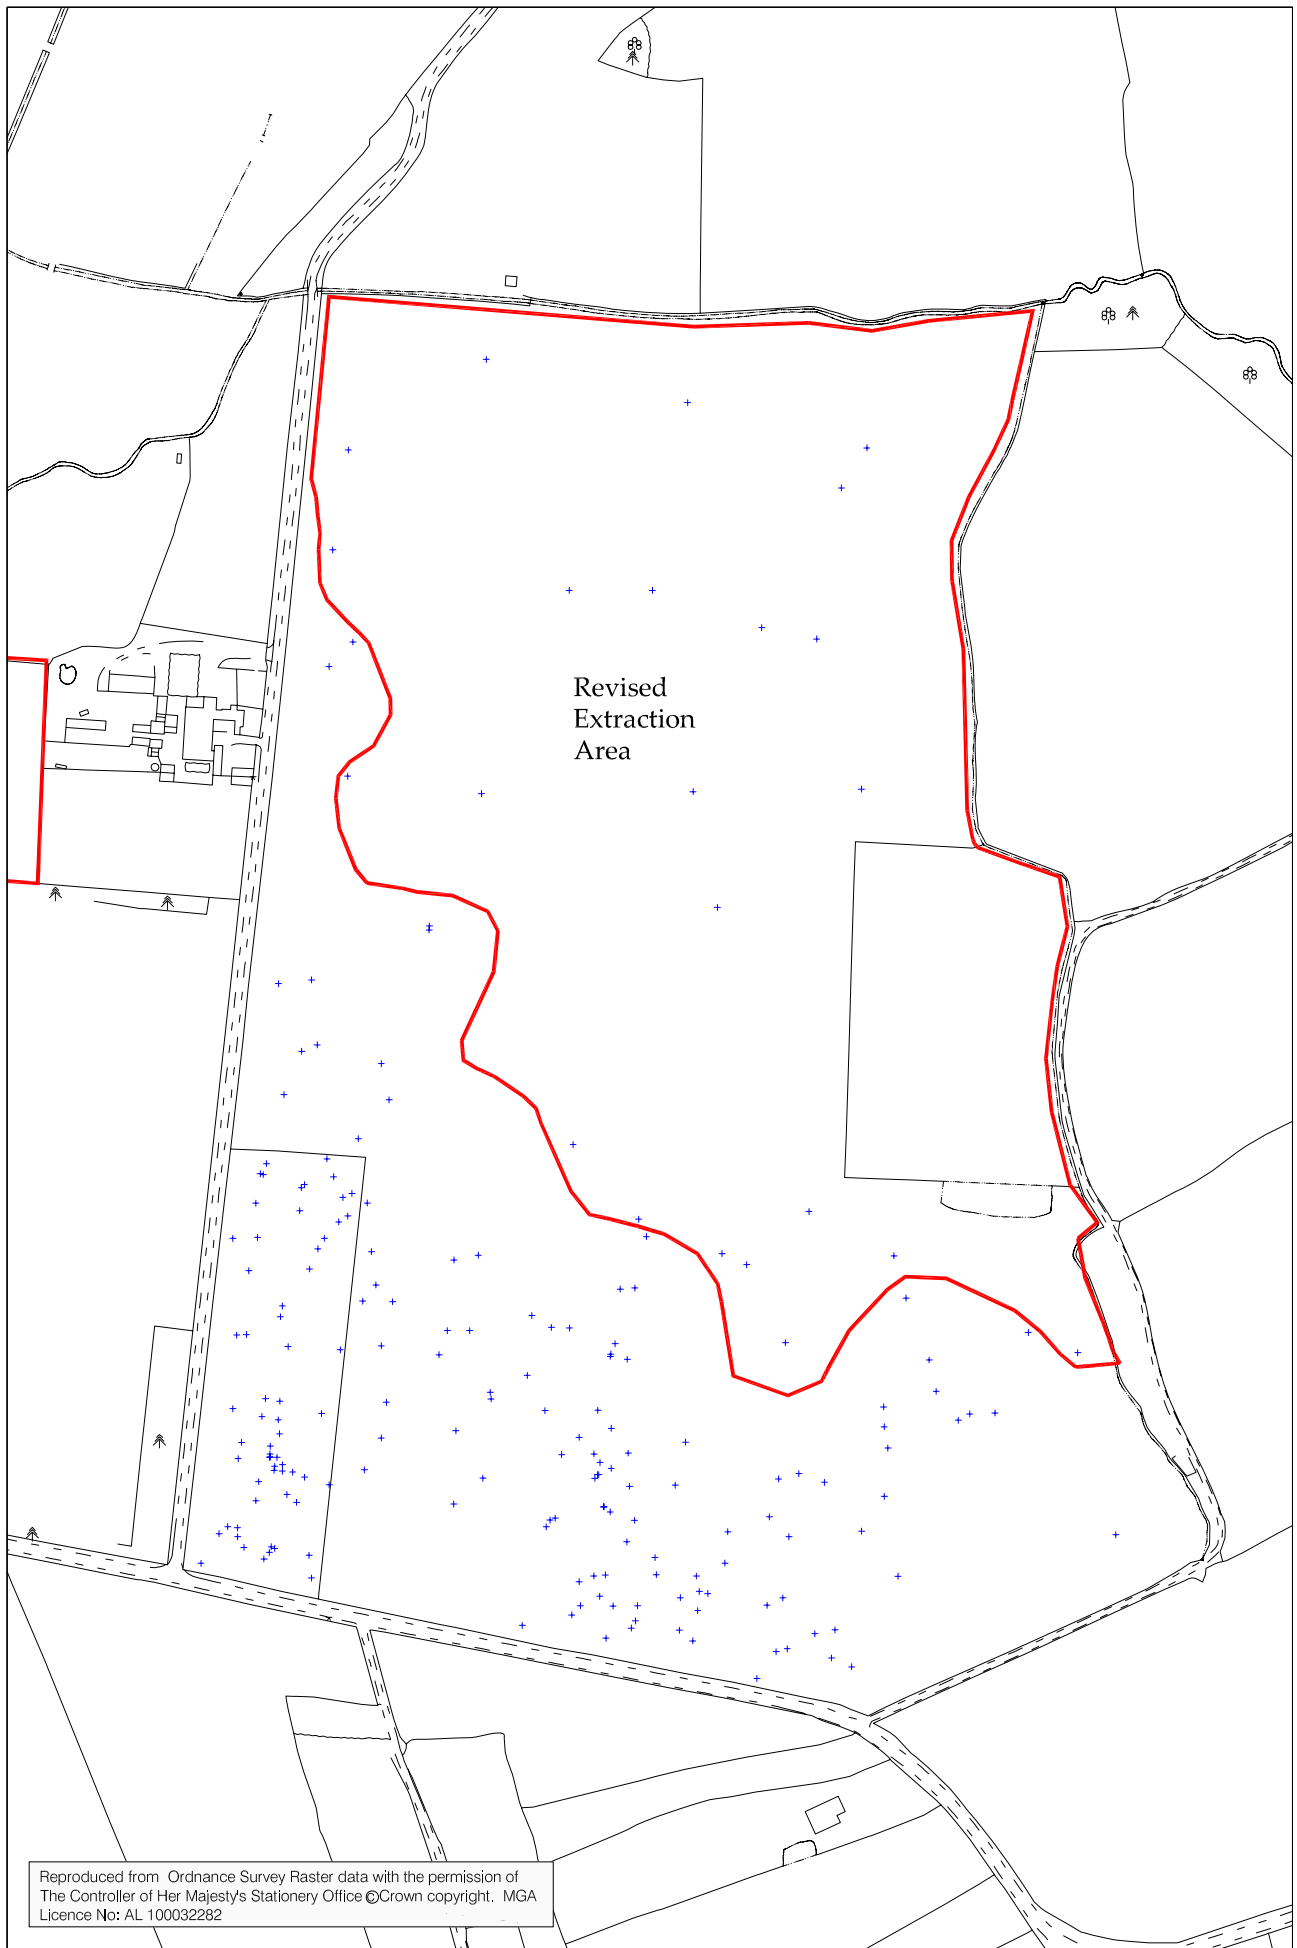 Revised
Extraction
Area
Reproduced from Ordnance Survey Raster data with the permission of
The Controller of Her Majesty's Stationery Office ©Crown copyright. MGA
Licence No: AL 100032282